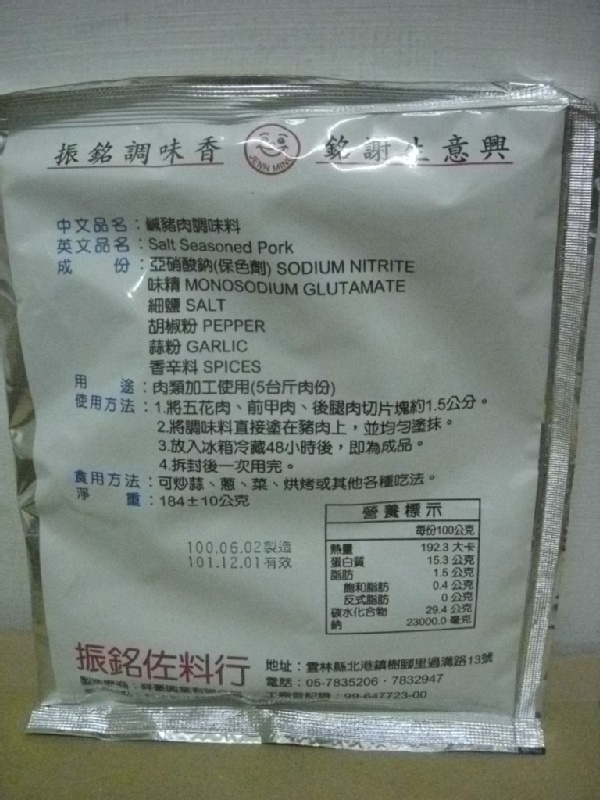 振銘調味香 JENN MING 銘謝生意興
中文品名：鹹豬肉調味料
英文品名：Salt Seasoned Pork
成 份：亞硝酸鈉(保色劑) SODIUM NITRITE
味精 MONOSODIUM GLUTAMATE
細鹽 SALT
胡椒粉 PEPPER
蒜粉 GARLIC
香辛料 SPICES
用 途：肉類加工使用(5台斤肉份)
使用方法：1.將五花肉、前甲肉、後腿肉切片塊約1.5公分。
2.將調味料直接塗在豬肉上，並均勻塗抹。
3.放入冰箱冷藏48小時後，即為成品。
4.拆封後一次用完。
食用方法：可炒蒜、蔥、菜、烘烤或其他各種吃法。
淨 重：184±10公克
營養標示
每份100公克
熱量 192.3 大卡
蛋白質 15.3 公克
脂肪 1.5 公克
飽和脂肪 0.4 公克
反式脂肪 0 公克
碳水化合物 29.4 公克
鈉 23000.0 毫克
100.06.02製造
101.12.01有效
振銘佐料行
地址：雲林縣北港鎮樹腳里過溝路13號
電話：05-7835206．7832947
工廠登記證：99-647723-00